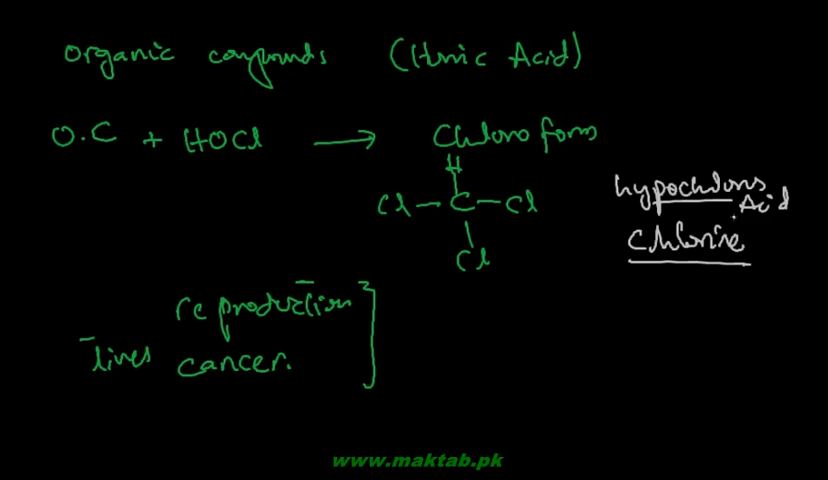 Organic compounds (Humic Acid)
O.C + HOCl → Chloroform
H
Cl-C-Cl
Cl
hypochlorous
Acid
Chlorine
reproduction
lives cancer.
www.maktab.pk